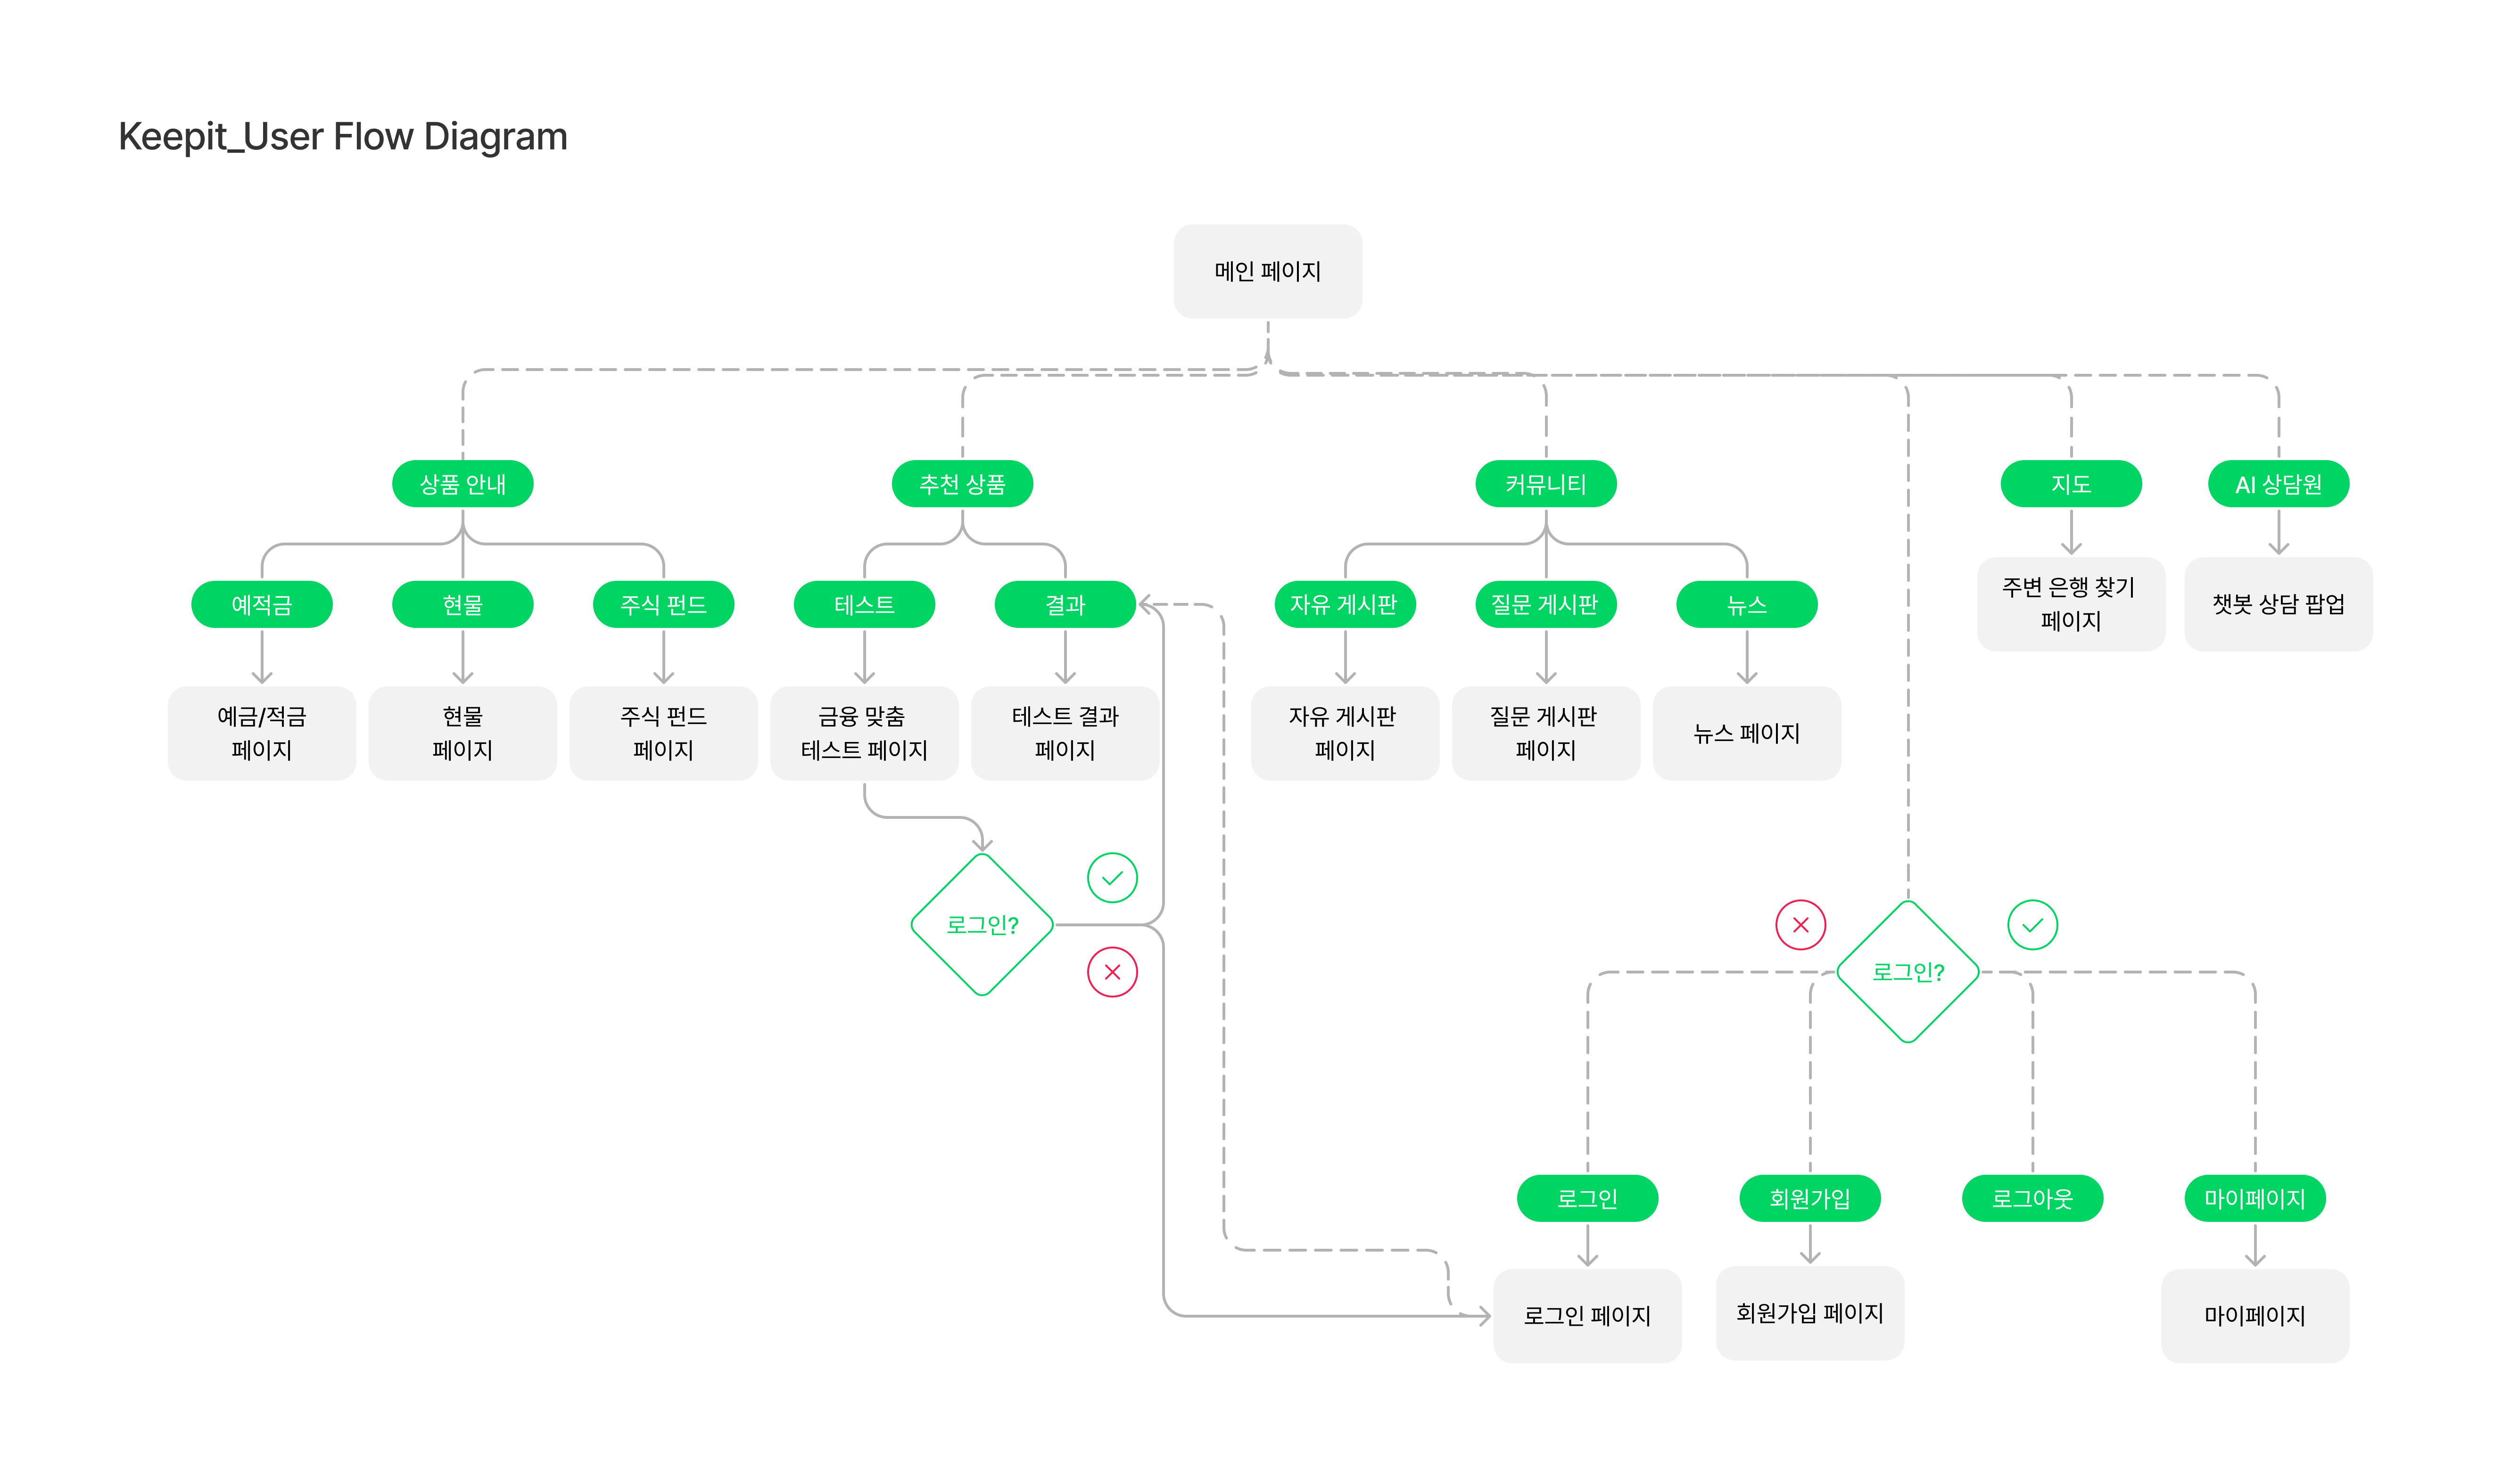 Keepit_User Flow Diagram
메인 페이지
상품 안내
추천 상품
커뮤니티
지도
AI 상담원
예적금
현물
주식 펀드
테스트
결과
자유 게시판
질문 게시판
뉴스
주변 은행 찾기
페이지
챗봇 상담 팝업
예금/적금
페이지
현물
페이지
주식 펀드
페이지
금융 맞춤
테스트 페이지
테스트 결과
페이지
자유 게시판
페이지
질문 게시판
페이지
뉴스 페이지
로그인?
로그인?
로그인
회원가입
로그아웃
마이페이지
로그인 페이지
회원가입 페이지
마이페이지